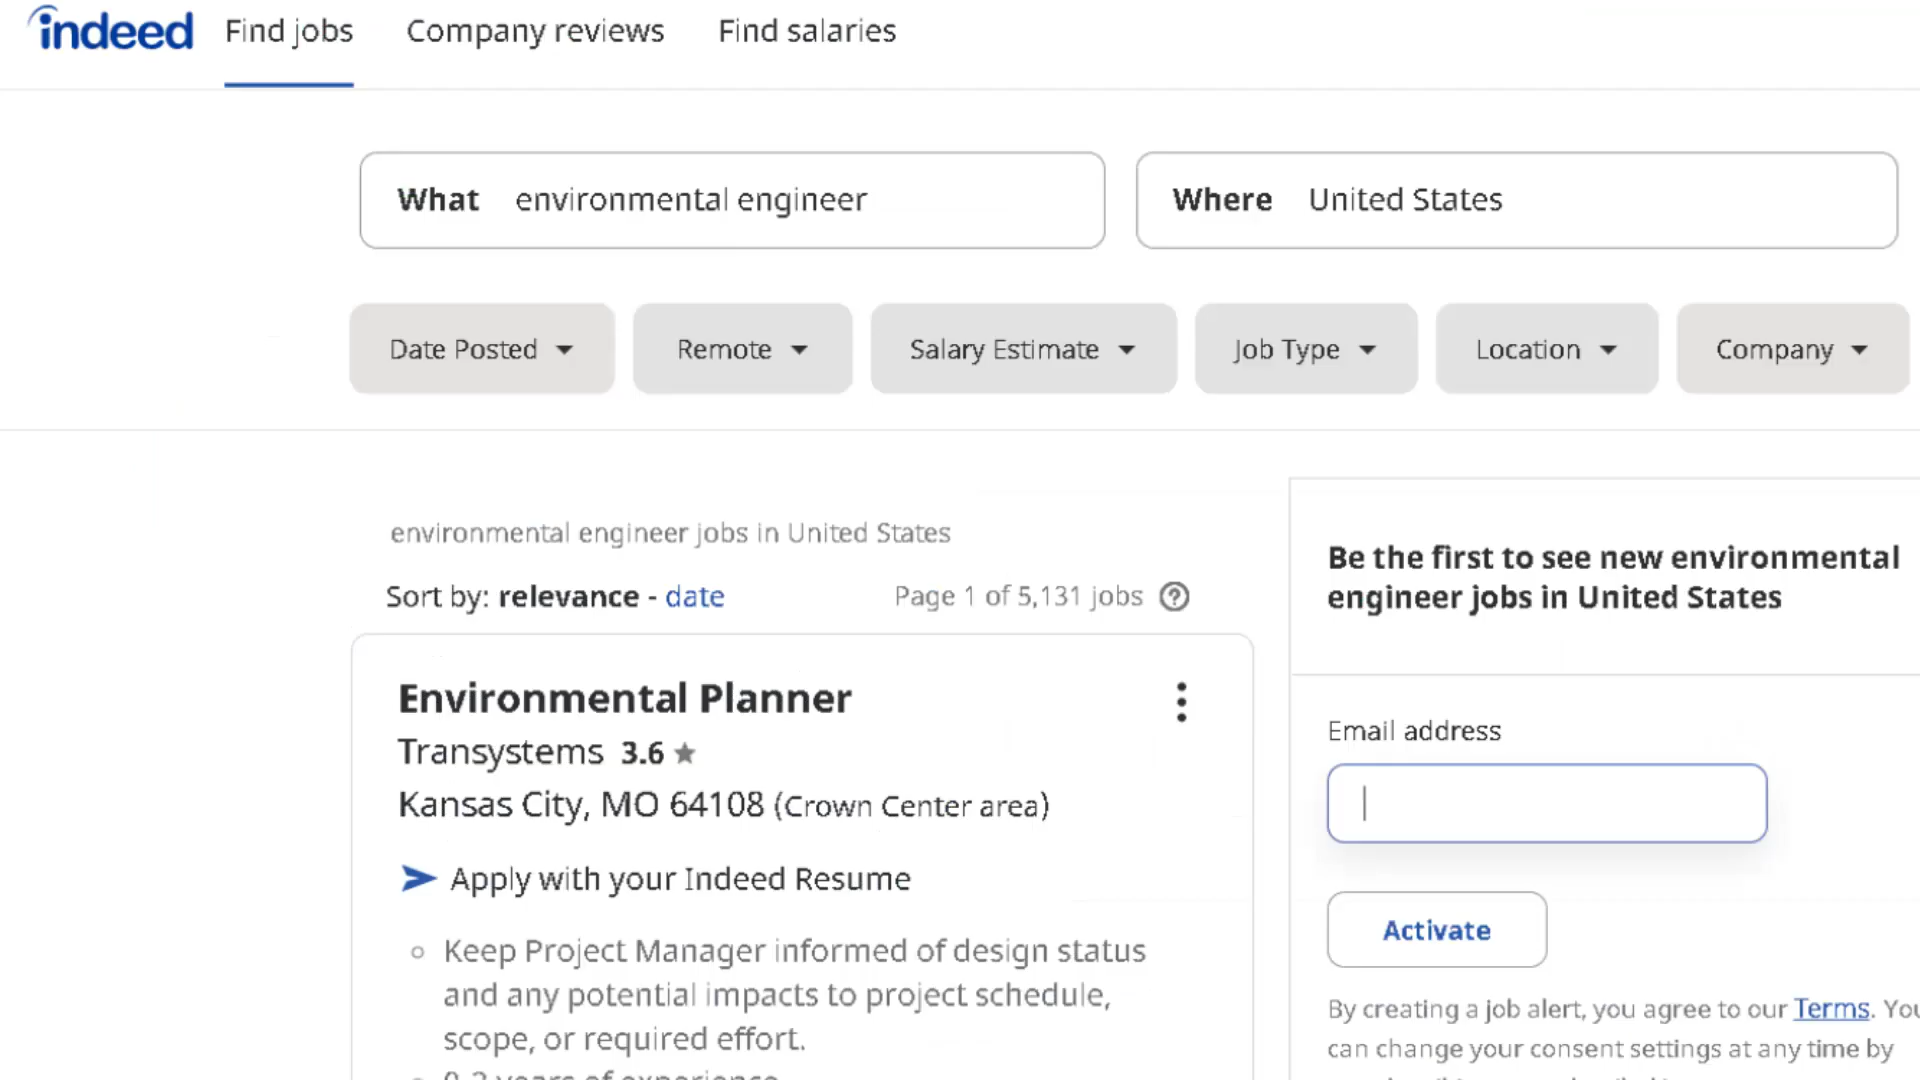 indeed Find jobs Company reviews Find salaries
What environmental engineer
Where United States
Date Posted Remote Salary Estimate Job Type Location Company
environmental engineer jobs in United States
Sort by: relevance - date Page 1 of 5,131 jobs ?
Environmental Planner
Transystems 3.6
Kansas City, MO 64108 (Crown Center area)
Apply with your Indeed Resume
Keep Project Manager informed of design status
and any potential impacts to project schedule,
scope, or required effort.
Be the first to see new environmental
engineer jobs in United States
Email address
Activate
By creating a job alert, you agree to our Terms. You
can change your consent settings at any time by